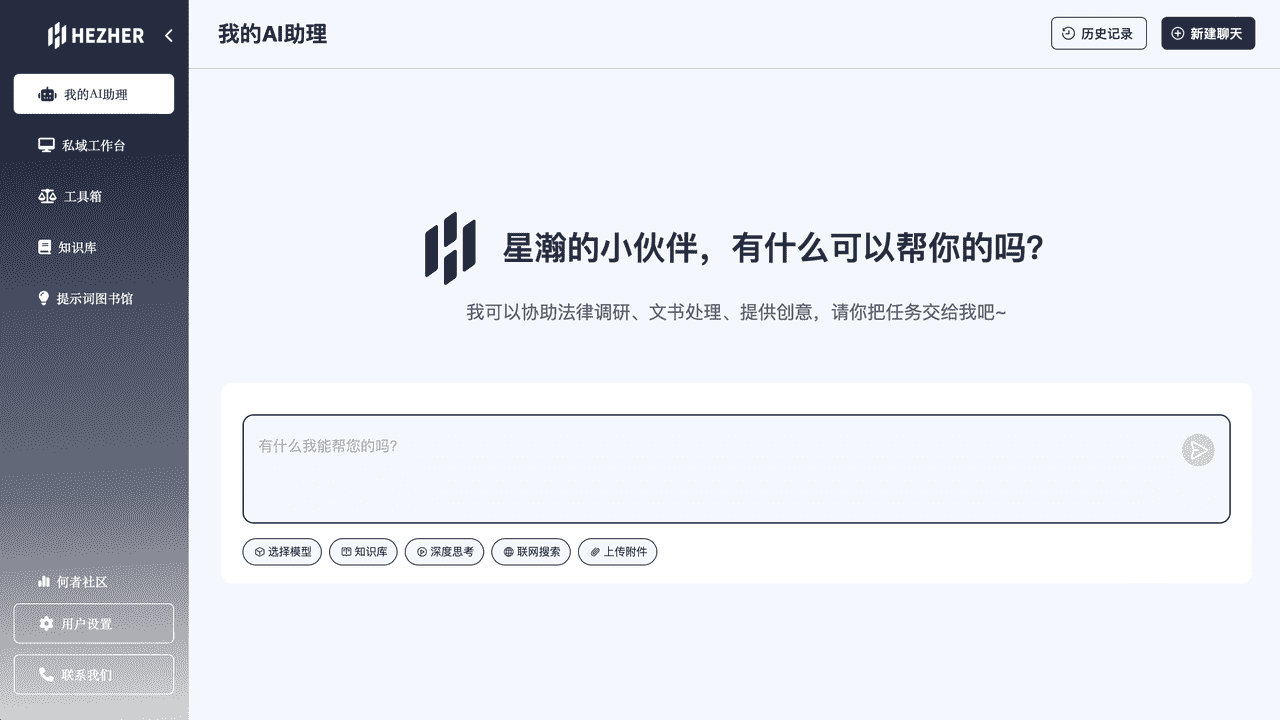 HEZHER
我的AI助理
私域工作台
工具箱
知识库
提示词图书馆
何者社区
用户设置
联系我们
我的AI助理
历史记录
新建聊天
星瀚的小伙伴，有什么可以帮你的吗？
我可以协助法律调研、文书处理、提供创意，请你把任务交给我吧~
有什么我能帮您的吗？
选择模型
知识库
深度思考
联网搜索
上传附件